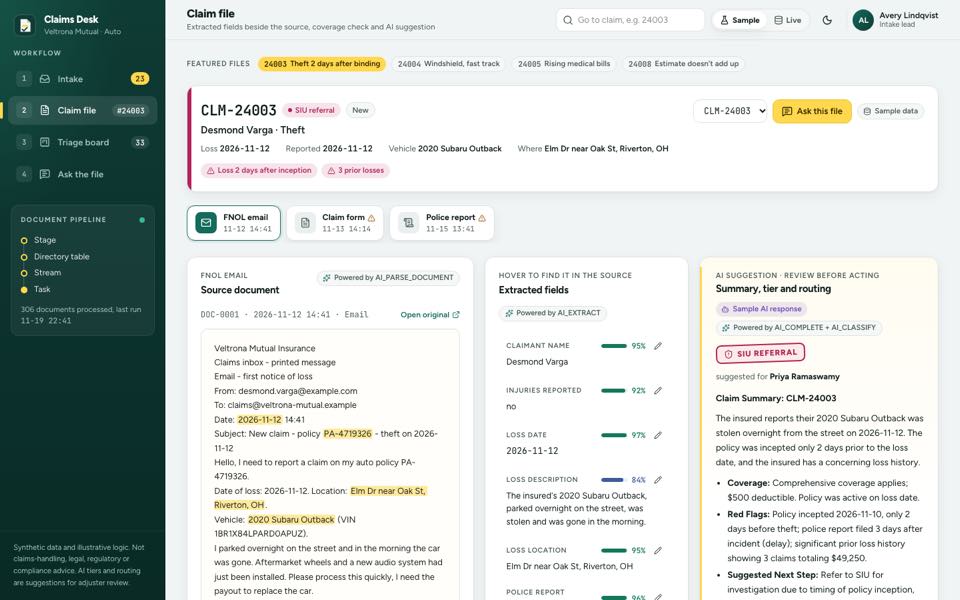 Claims Desk
Veltrona Mutual · Auto
WORKFLOW
1 Intake 23
2 Claim file #24003
3 Triage board 33
4 Ask the file
DOCUMENT PIPELINE
Stage
Directory table
Stream
Task
306 documents processed, last run
11-19 22:41
Synthetic data and illustrative logic. Not
claims-handling, legal, regulatory or
compliance advice. AI tiers and routing
are suggestions for adjuster review.
Claim file
Extracted fields beside the source, coverage check and AI suggestion
Go to claim, e.g. 24003
Sample
Live
AL
Avery Lindqvist
Intake lead
FEATURED FILES
24003 Theft 2 days after binding
24004 Windshield, fast track
24005 Rising medical bills
24008 Estimate doesn't add up
CLM-24003
SIU referral
New
CLM-24003
Ask this file
Sample data
Desmond Varga · Theft
Loss 2026-11-12
Reported 2026-11-12
Vehicle 2020 Subaru Outback
Where Elm Dr near Oak St, Riverton, OH
Loss 2 days after inception
3 prior losses
FNOL email
11-12 14:41
Claim form
11-13 14:14
Police report
11-15 13:41
FNOL EMAIL
Source document
Powered by AI_PARSE_DOCUMENT
DOC-0001 · 2026-11-12 14:41 · Email
Open original
Veltrona Mutual Insurance
Claims inbox - printed message
Email - first notice of loss
From: desmond.varga@example.com
To: claims@veltrona-mutual.example
Date: 2026-11-12 14:41
Subject: New claim - policy PA-4719326 - theft on 2026-
11-12
Hello, I need to report a claim on my auto policy PA-
4719326.
Date of loss: 2026-11-12. Location: Elm Dr near Oak St,
Riverton, OH.
Vehicle: 2020 Subaru Outback (VIN
1BR1X84LPARD0APUZ).
I parked overnight on the street and in the morning the car
was gone. Aftermarket wheels and a new audio system had
just been installed. Please process this quickly, I need the
payout to replace the car.
HOVER TO FIND IT IN THE SOURCE
Extracted fields
Powered by AI_EXTRACT
CLAIMANT NAME 95%
Desmond Varga
INJURIES REPORTED 92%
no
LOSS DATE 97%
2026-11-12
LOSS DESCRIPTION 84%
The insured's 2020 Subaru Outback,
parked overnight on the street, was
stolen and was gone in the morning.
LOSS LOCATION 95%
Elm Dr near Oak St, Riverton, OH
POLICE REPORT 96%
AI SUGGESTION · REVIEW BEFORE ACTING
Summary, tier and routing
Sample AI response
Powered by AI_COMPLETE + AI_CLASSIFY
SIU REFERRAL
suggested for Priya Ramaswamy
Claim Summary: CLM-24003
The insured reports their 2020 Subaru Outback was
stolen overnight from the street on 2026-11-12. The
policy was incepted only 2 days prior to the loss
date, and the insured has a concerning loss history.
• Coverage: Comprehensive coverage applies;
$500 deductible. Policy was active on loss date.
• Red Flags: Policy incepted 2026-11-10, only 2
days before theft; police report filed 3 days after
incident (delay); significant prior loss history
showing 3 claims totaling $49,250.
• Suggested Next Step: Refer to SIU for
investigation due to timing of policy inception,